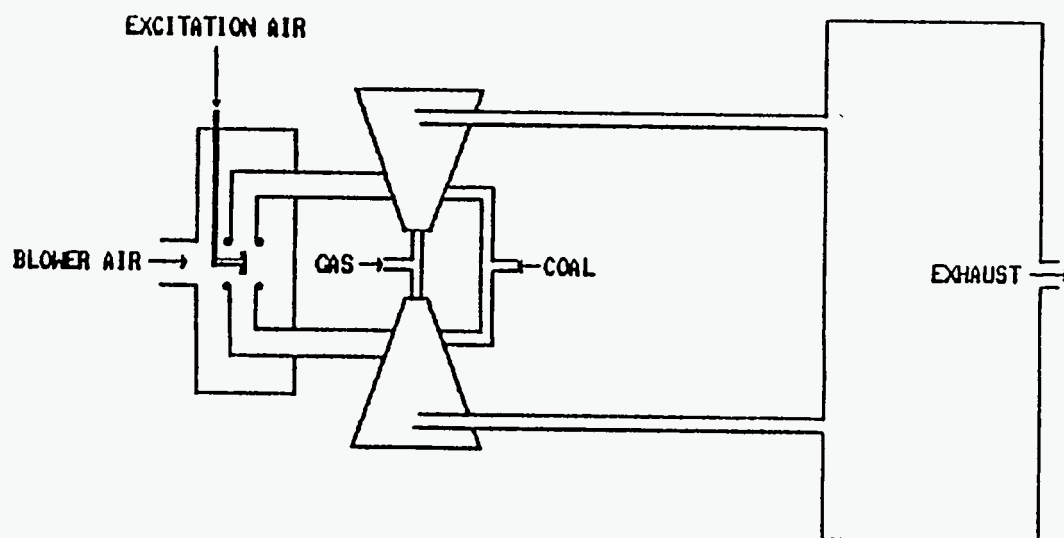 EXCITATION AIR
BLOWER AIR
GAS
COAL
EXHAUST